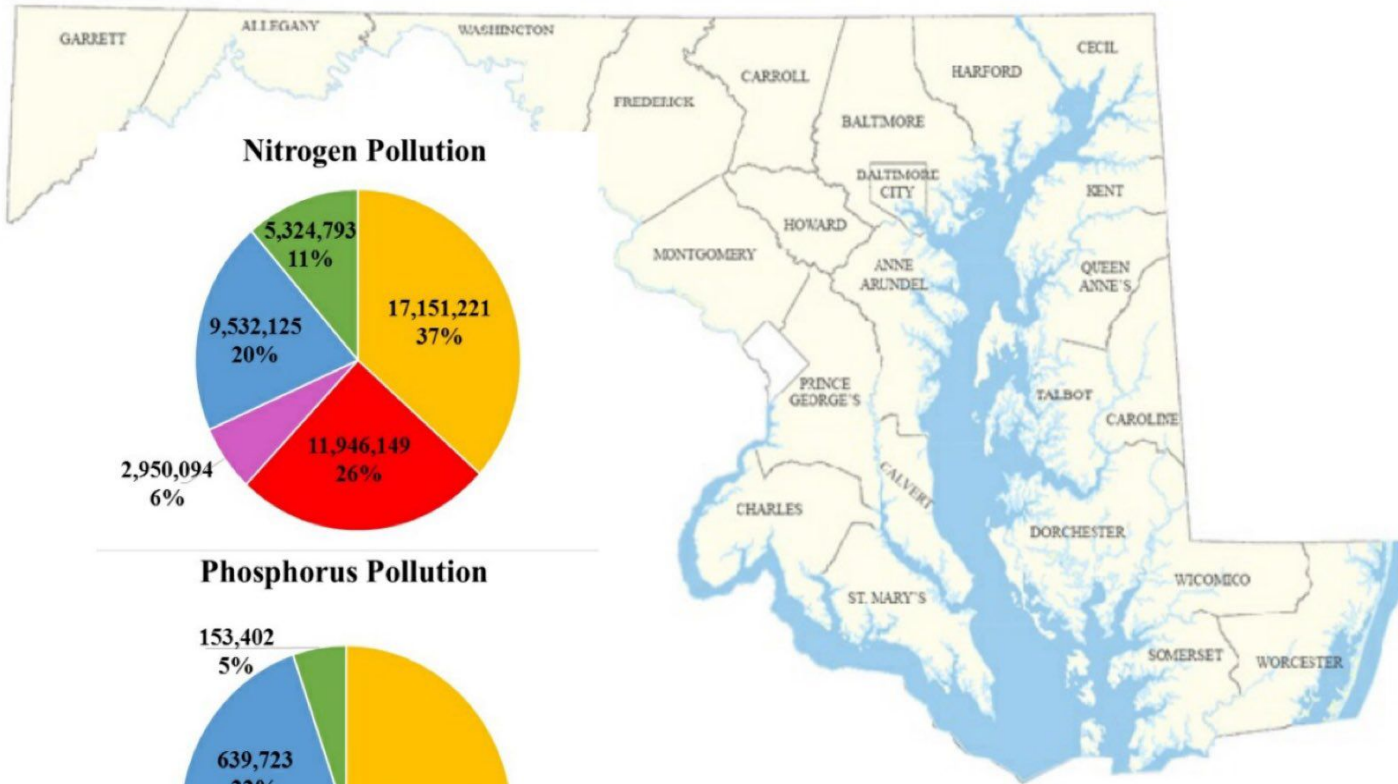 GARRETT
ALLEGANY
WASHINGTON
FREDERICK
CARROLL
BALTIMORE
HARFORD
CECIL
BALTIMORE
CITY
KENT
HOWARD
MONTGOMERY
ANNE
ARUNDEL
QUEEN
ANNE'S
PRINCE
GEORGE'S
TALBOT
CAROLINE
CALVERT
CHARLES
DORCHESTER
ST. MARY'S
WICOMICO
SOMERSET
WORCESTER
Nitrogen Pollution
5,324,793
11%
17,151,221
37%
9,532,125
20%
11,946,149
26%
2,950,094
6%
Phosphorus Pollution
153,402
5%
639,723